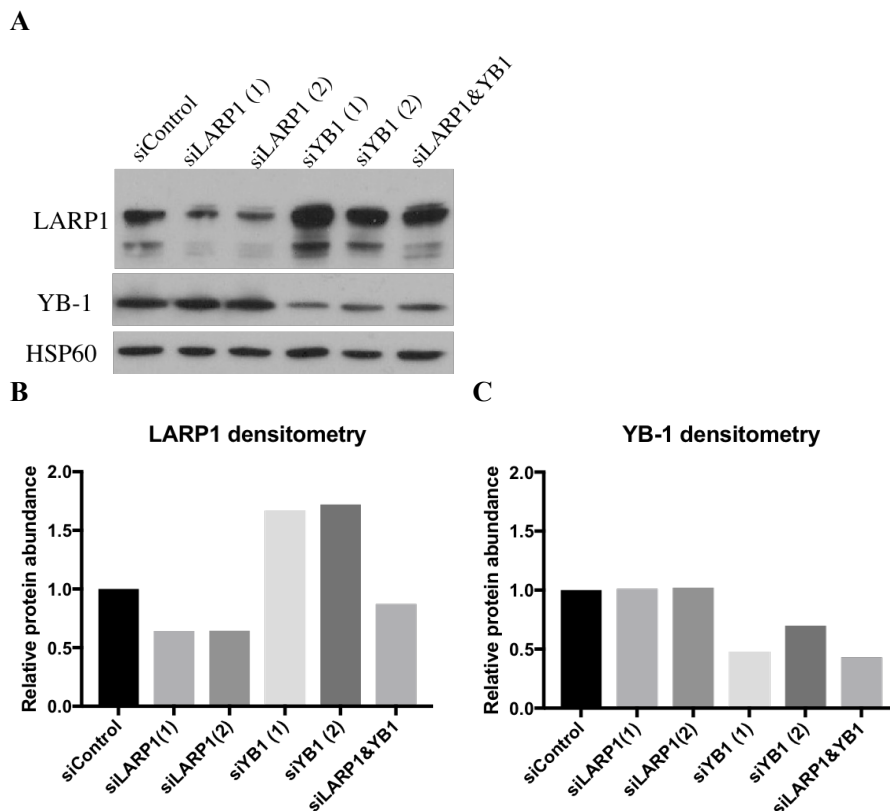 A
siControl
siLARP1 (1)
siLARP1 (2)
siYB1 (1)
siYB1 (2)
siLARP1&YB1
LARP1
YB-1
HSP60
B
LARP1 densitometry
Relative protein abundance
2.0
1.5
1.0
0.5
0.0
siControl
siLARP1(1)
siLARP1(2)
siYB1 (1)
siYB1 (2)
siLARP1&YB1
C
YB-1 densitometry
Relative protein abundance
2.0
1.5
1.0
0.5
0.0
siControl
siLARP1(1)
siLARP1(2)
siYB1 (1)
siYB1 (2)
siLARP1&YB1